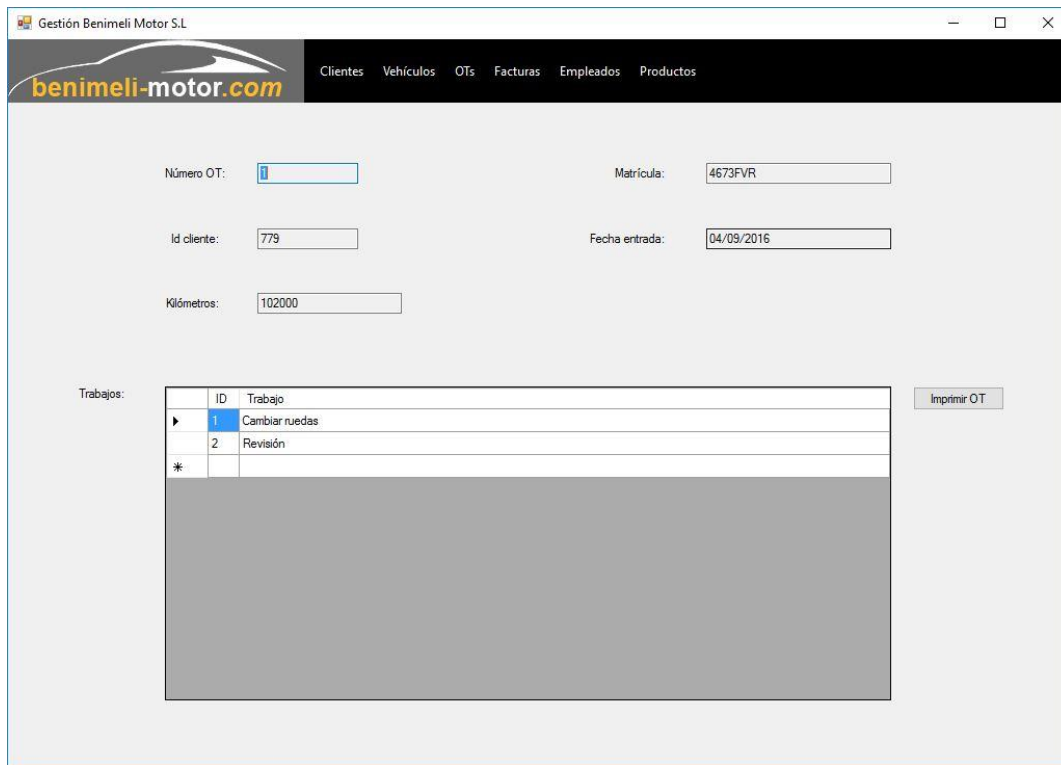 Gestión Benimeli Motor S.L
benimeli-motor.com
Clientes Vehículos OTs Facturas Empleados Productos
Número OT: 1 Matrícula: 4673FVR
Id cliente: 779 Fecha entrada: 04/09/2016
Kilómetros: 102000
Trabajos: ID Trabajo Imprimir OT
1 Cambiar ruedas
2 Revisión